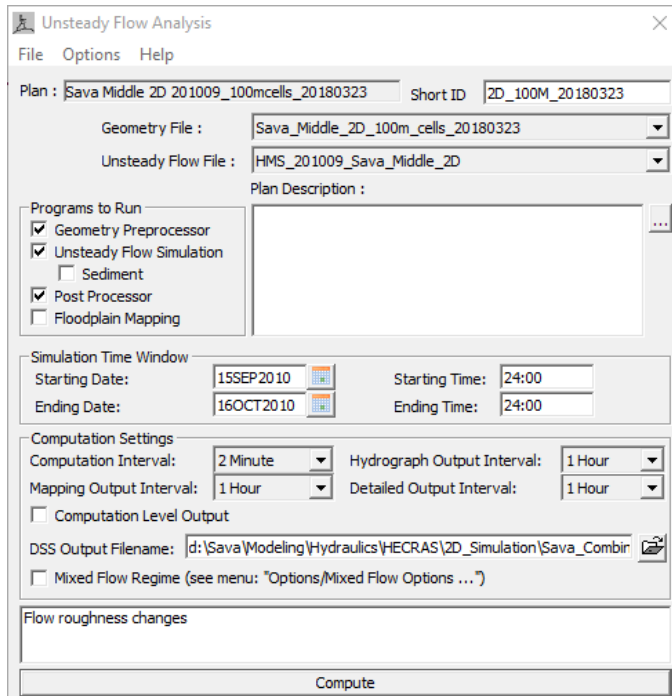 Unsteady Flow Analysis
File Options Help
Plan : Sava Middle 2D 201009_100mcells_20180323 Short ID 2D_100M_20180323
Geometry File : Sava_Middle_2D_100m_cells_20180323
Unsteady Flow File : HMS_201009_Sava_Middle_2D
Plan Description :
Programs to Run
Geometry Preprocessor
Unsteady Flow Simulation
Sediment
Post Processor
Floodplain Mapping
...
Simulation Time Window
Starting Date: 15SEP2010 Starting Time: 24:00
Ending Date: 16OCT2010 Ending Time: 24:00
Computation Settings
Computation Interval: 2 Minute Hydrograph Output Interval: 1 Hour
Mapping Output Interval: 1 Hour Detailed Output Interval: 1 Hour
Computation Level Output
DSS Output Filename: d:\Sava\Modeling\Hydraulics\HECRAS\2D_Simulation\Sava_Combin
Mixed Flow Regime (see menu: "Options/Mixed Flow Options ...")
Flow roughness changes
Compute